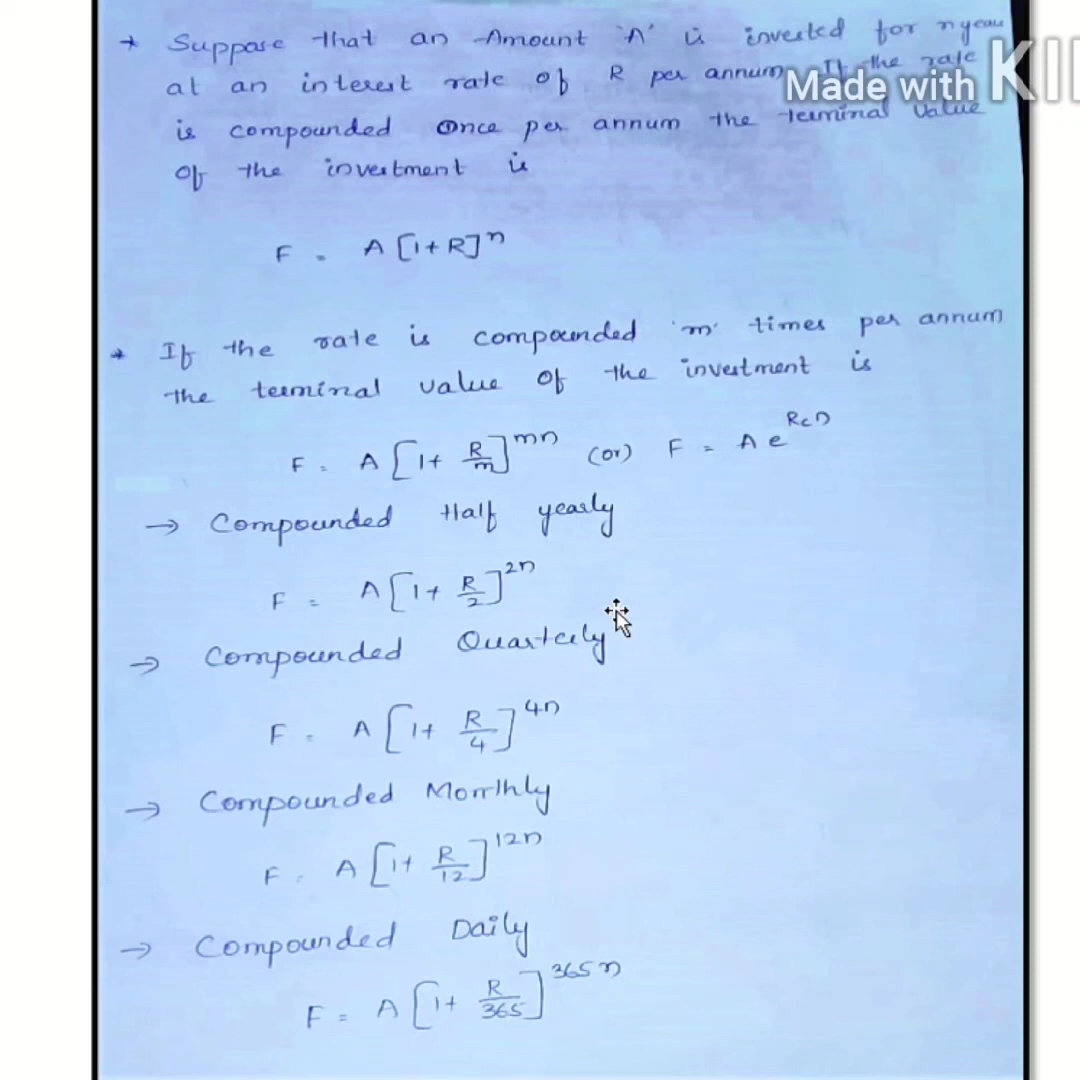 * Suppose that an Amount 'A' is invested for n years
at an interest rate of R per annum. If the rate
Made with KI
is compounded Once per annum the terminal Value
of the investment is
F = A [1+R]^n
* If the rate is compounded 'm' times per annum
the terminal value of the investment is
F = A [1+ R/m]^mn (or) F = A e^Rcn
→ Compounded Half yearly
F = A [1+ R/2]^2n
→ Compounded Quarterly
F = A [1+ R/4]^4n
→ Compounded Monthly
F = A [1+ R/12]^12n
→ Compounded Daily
F = A [1+ R/365]^365n